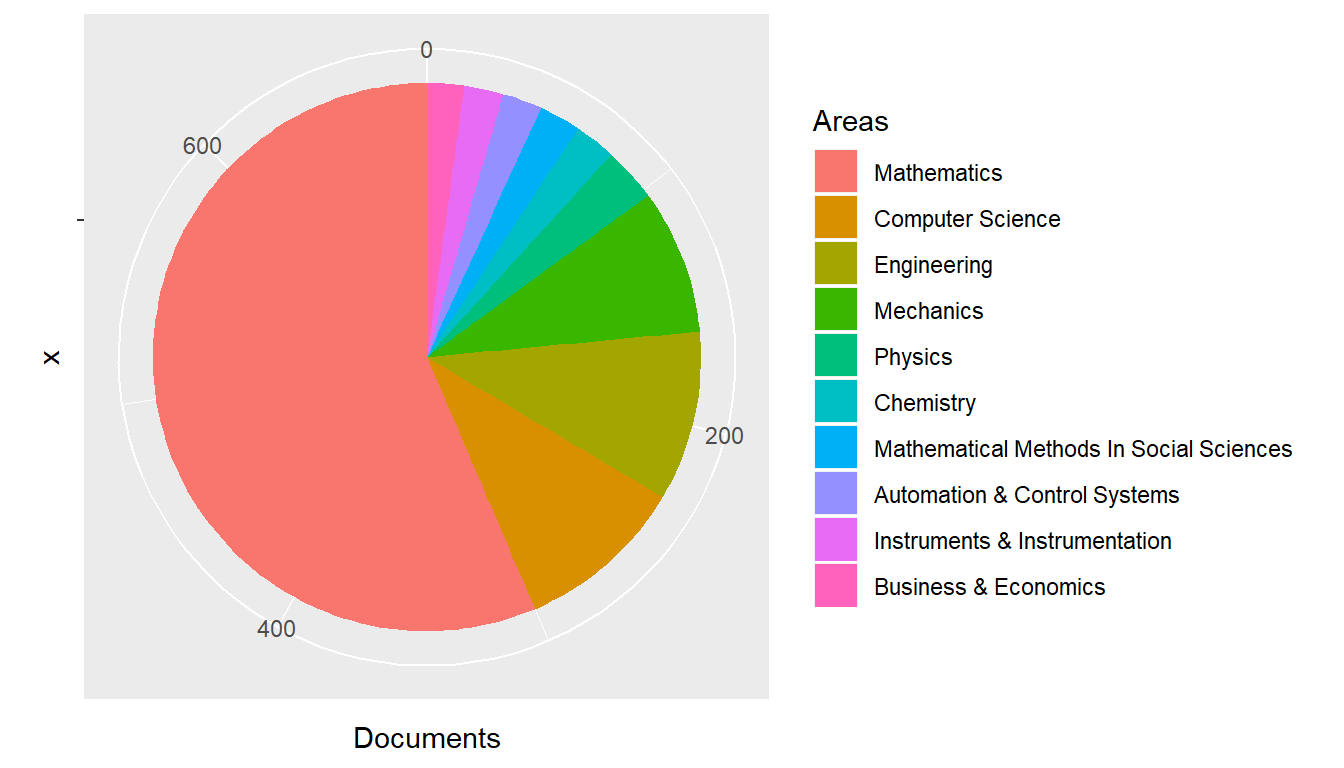 0
600
200
400
x
Documents
Areas
Mathematics
Computer Science
Engineering
Mechanics
Physics
Chemistry
Mathematical Methods In Social Sciences
Automation & Control Systems
Instruments & Instrumentation
Business & Economics